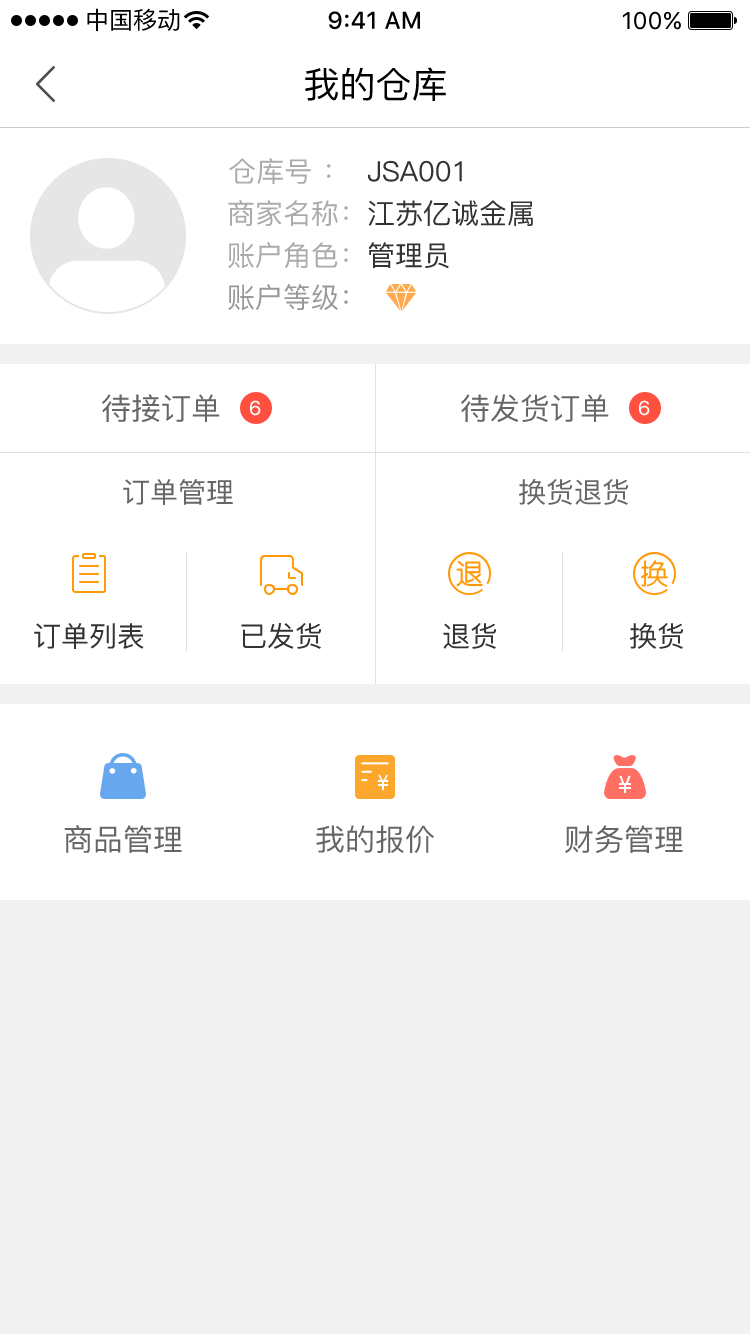 ●●●●● 中国移动 9:41 AM 100%
我的仓库
仓库号： JSA001
商家名称： 江苏亿诚金属
账户角色： 管理员
账户等级：
待接订单 6 待发货订单 6
订单管理 换货退货
退 换
订单列表 已发货 退货 换货
¥ ¥
商品管理 我的报价 财务管理